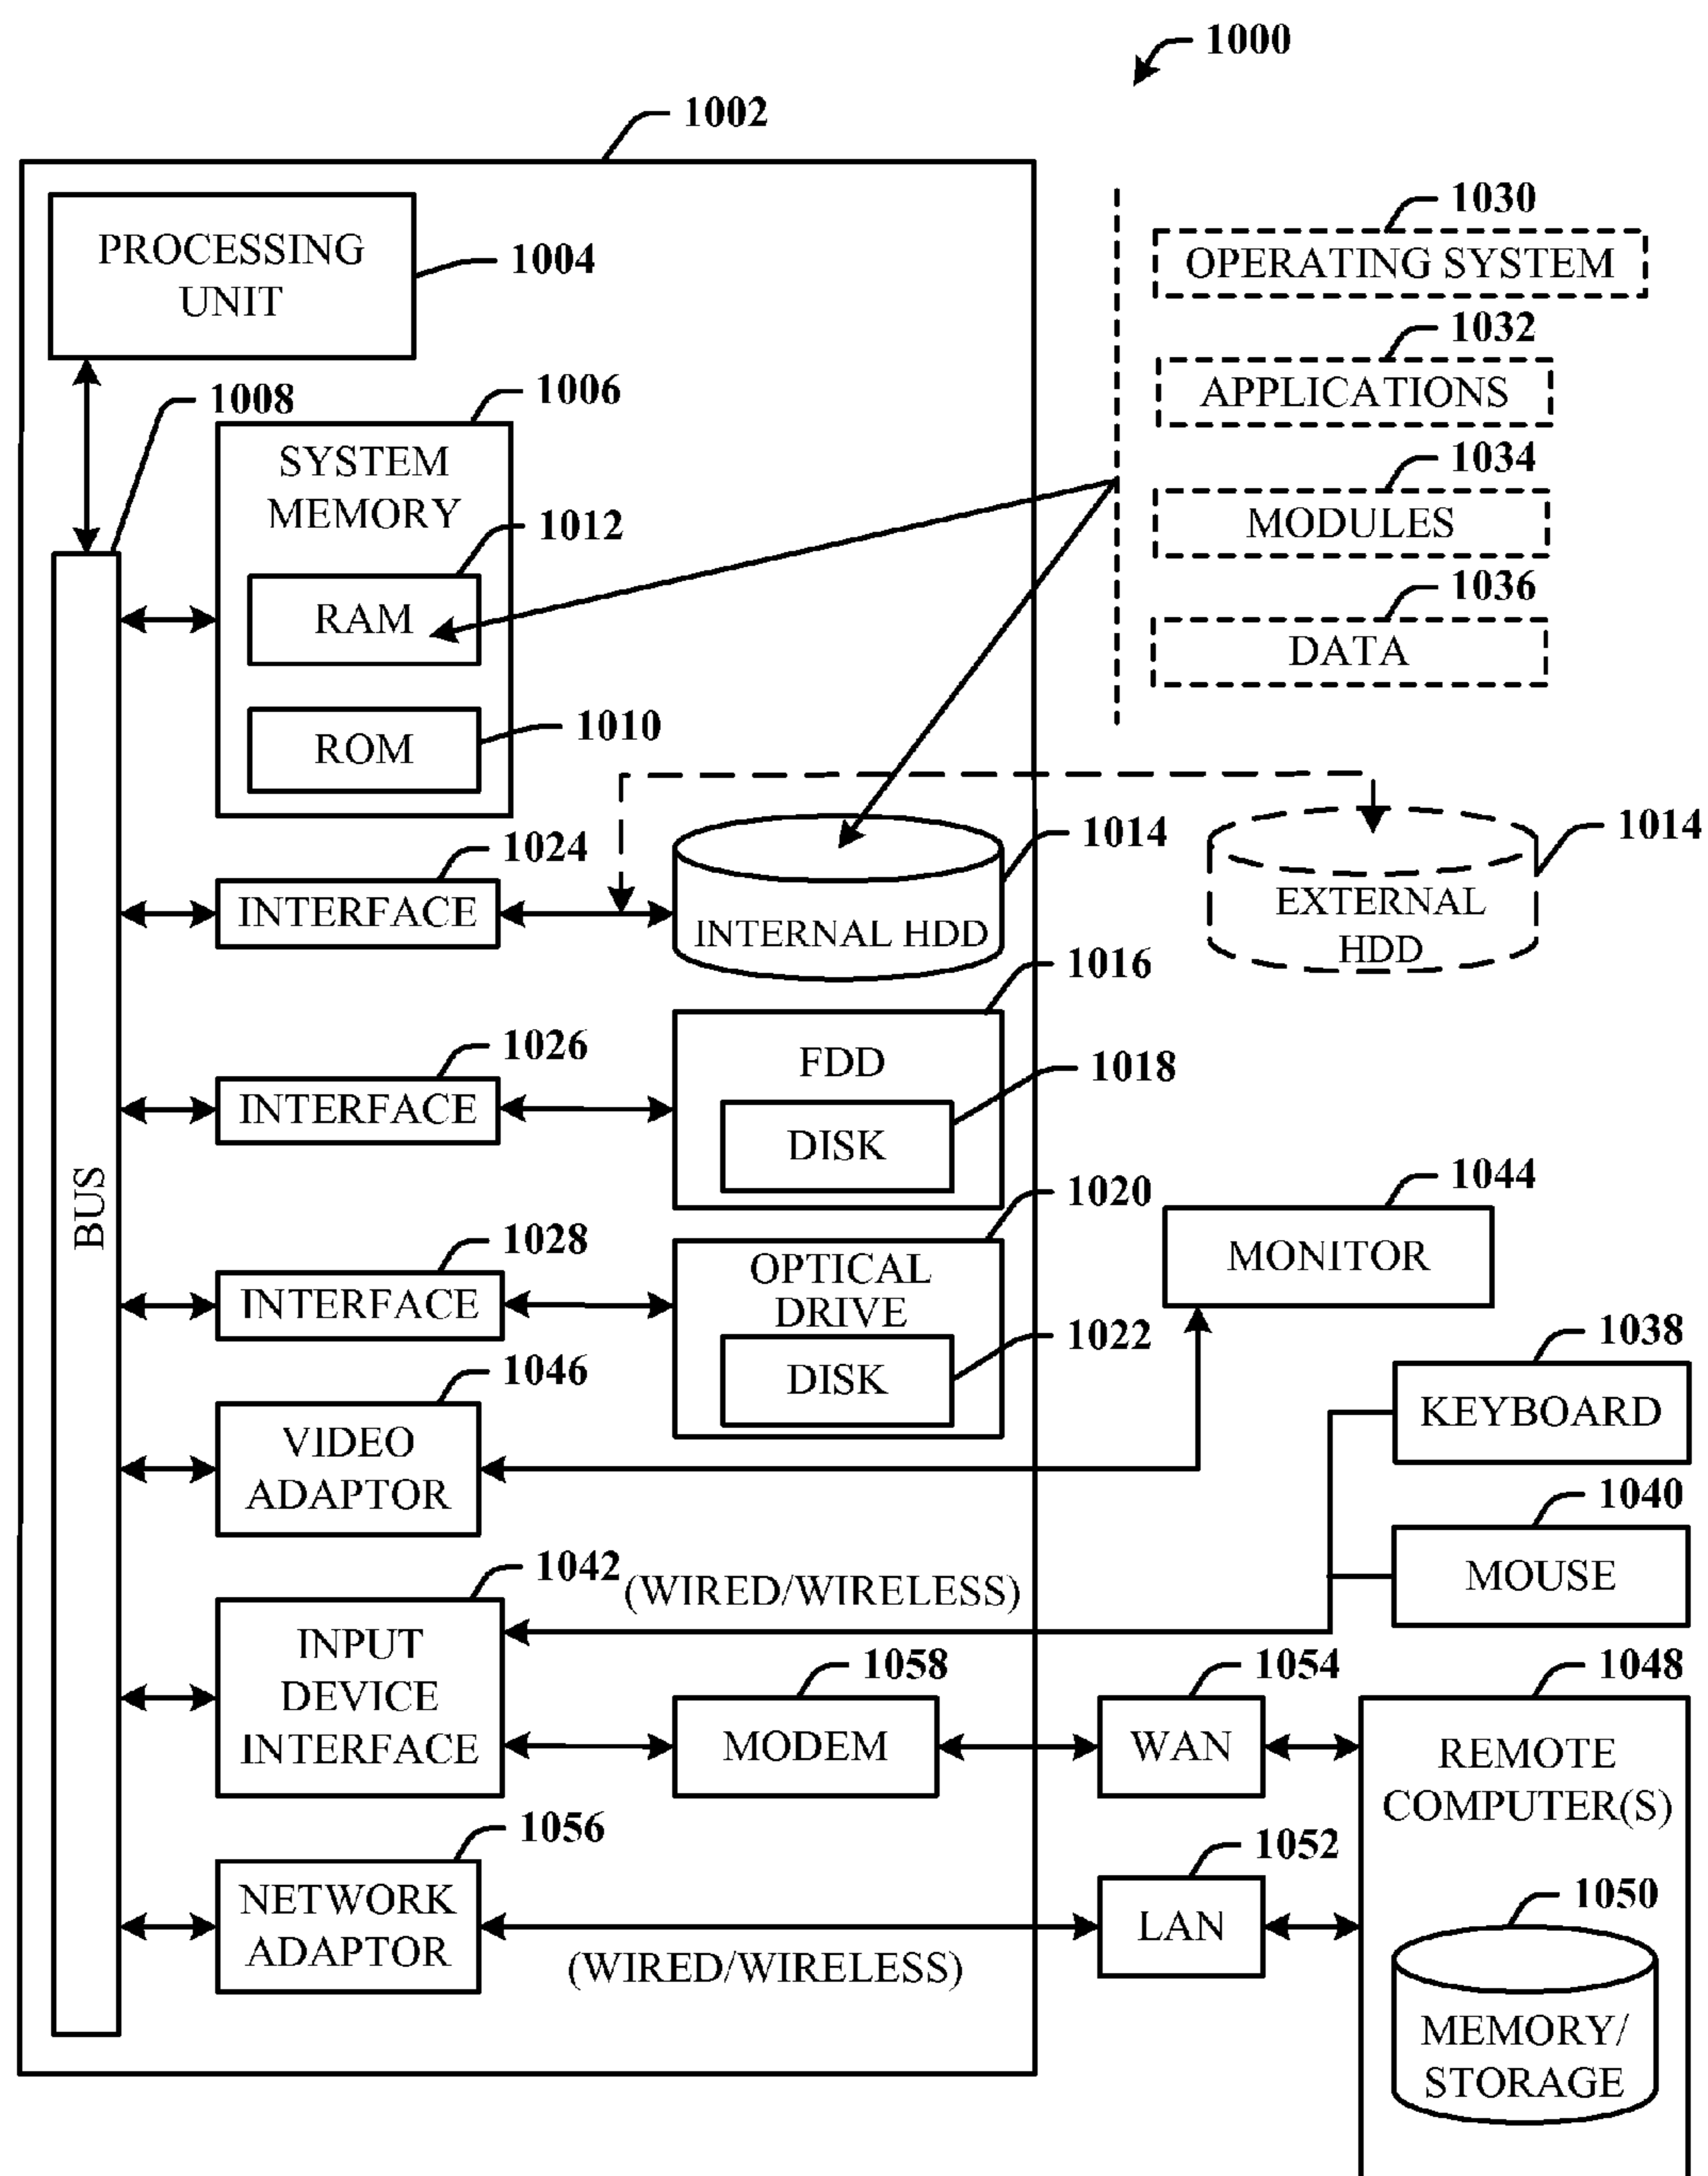 1000
1002
PROCESSING
UNIT
1004
1030
OPERATING SYSTEM
1032
APPLICATIONS
1034
MODULES
1036
DATA
1008
1006
SYSTEM
MEMORY
1012
RAM
1010
ROM
1024
INTERFACE
1014
INTERNAL HDD
1014
EXTERNAL
HDD
1026
INTERFACE
1016
FDD
1018
DISK
BUS
1028
INTERFACE
1020
OPTICAL
DRIVE
1022
DISK
1044
MONITOR
1046
VIDEO
ADAPTOR
1038
KEYBOARD
1040
MOUSE
1042
(WIRED/WIRELESS)
INPUT
DEVICE
INTERFACE
1058
MODEM
1054
WAN
1048
REMOTE
COMPUTER(S)
1056
NETWORK
ADAPTOR
(WIRED/WIRELESS)
1052
LAN
1050
MEMORY/
STORAGE